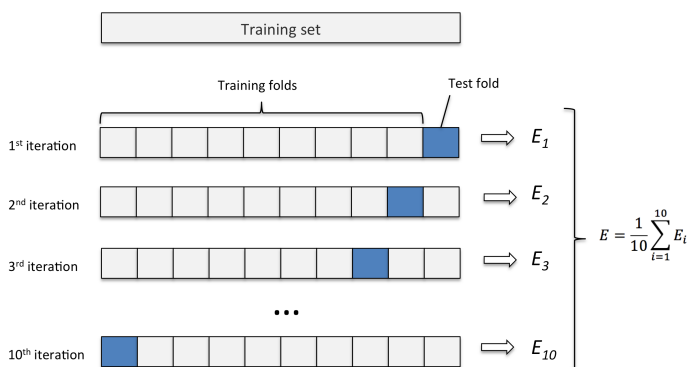 Training set
Training folds
Test fold
1st iteration
E1
2nd iteration
E2
3rd iteration
E3
E = 1/10 10∑i=1 Ei
...
10th iteration
E10